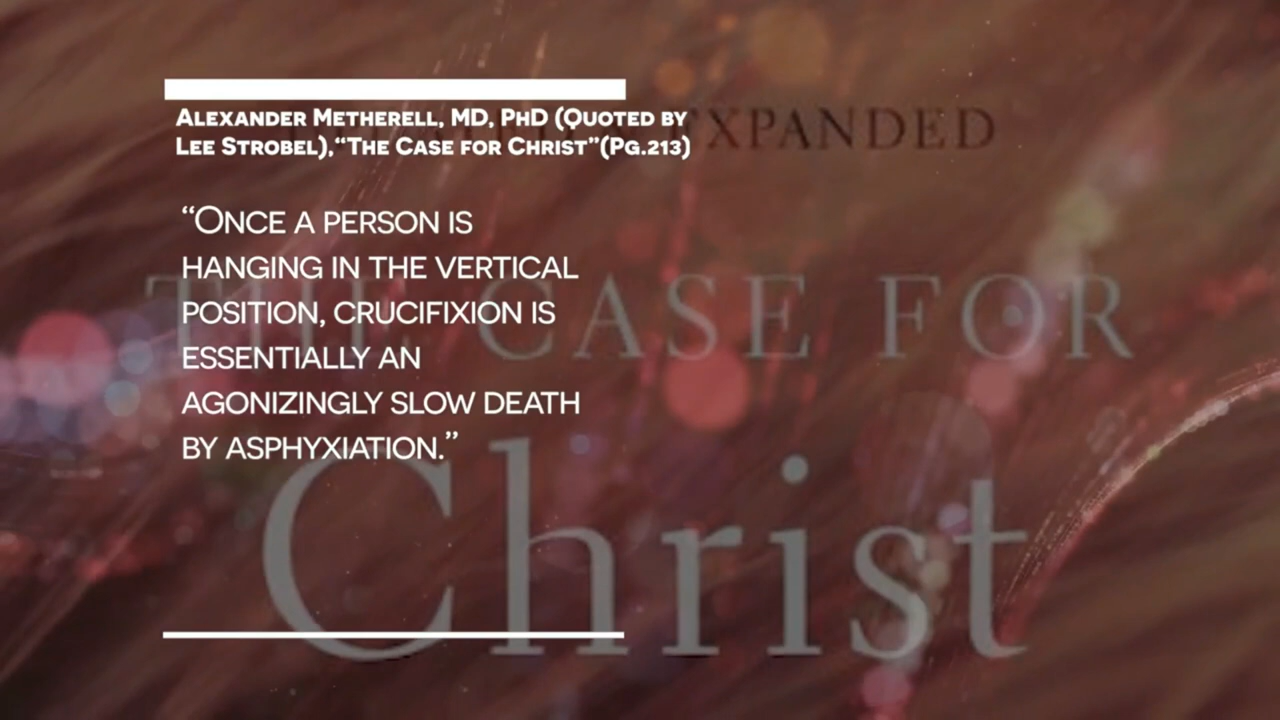 Alexander Metherell, MD, PhD (Quoted by
Lee Strobel),“The Case for Christ”(Pg.213)
EXPANDED
“Once a person is
hanging in the vertical
position, crucifixion is
essentially an
agonizingly slow death
by asphyxiation.”
THE CASE FOR
Christ